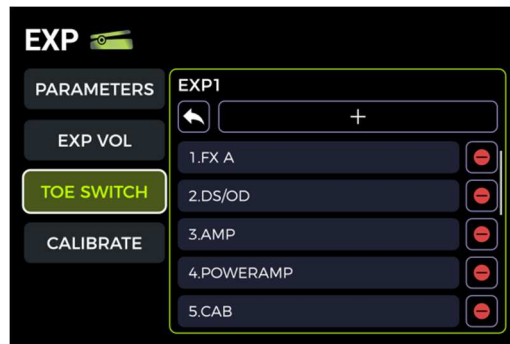 EXP
PARAMETERS
EXP VOL
TOE SWITCH
CALIBRATE
EXP1
+
1.FX A
2.DS/OD
3.AMP
4.POWERAMP
5.CAB